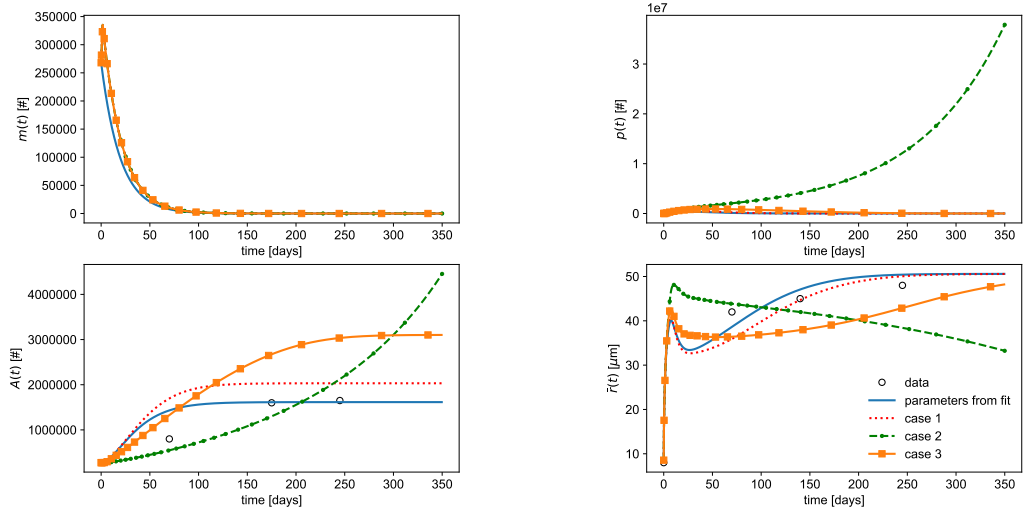 350000
300000
250000
200000
150000
100000
50000
0
m(t) [#]
0 50 100 150 200 250 300 350
time [days]
1e7
3
2
1
0
p(t) [#]
0 50 100 150 200 250 300 350
time [days]
4000000
3000000
2000000
1000000
A(t) [#]
0 50 100 150 200 250 300 350
time [days]
50
40
30
20
10
r̄(t) [μm]
data
parameters from fit
case 1
case 2
case 3
0 50 100 150 200 250 300 350
time [days]